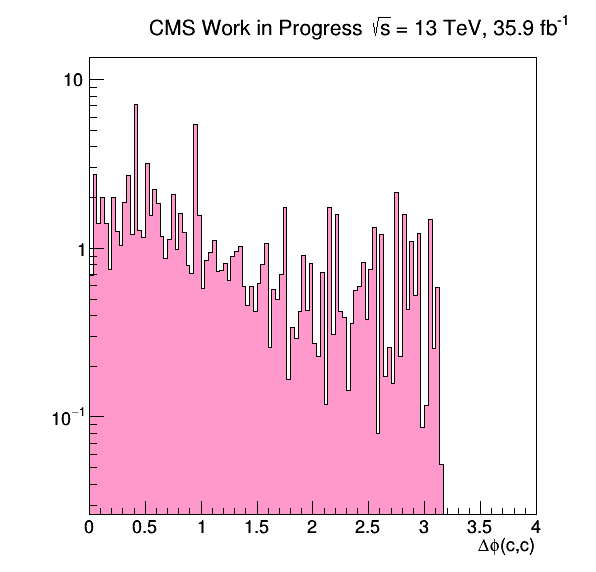 CMS Work in Progress √s = 13 TeV, 35.9 fb⁻¹
10
1
10⁻¹
0 0.5 1 1.5 2 2.5 3 3.5 4
Δϕ(c,c)